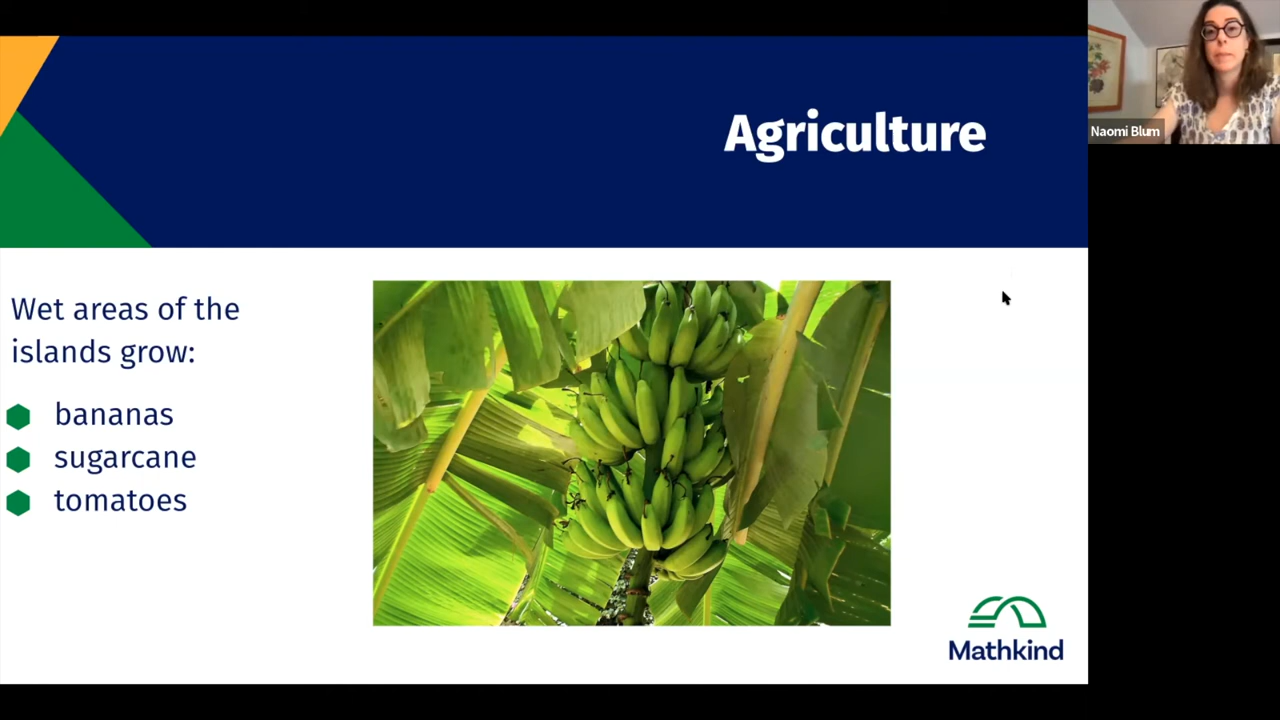 Agriculture
Naomi Blum
Wet areas of the
islands grow:
bananas
sugarcane
tomatoes
Mathkind